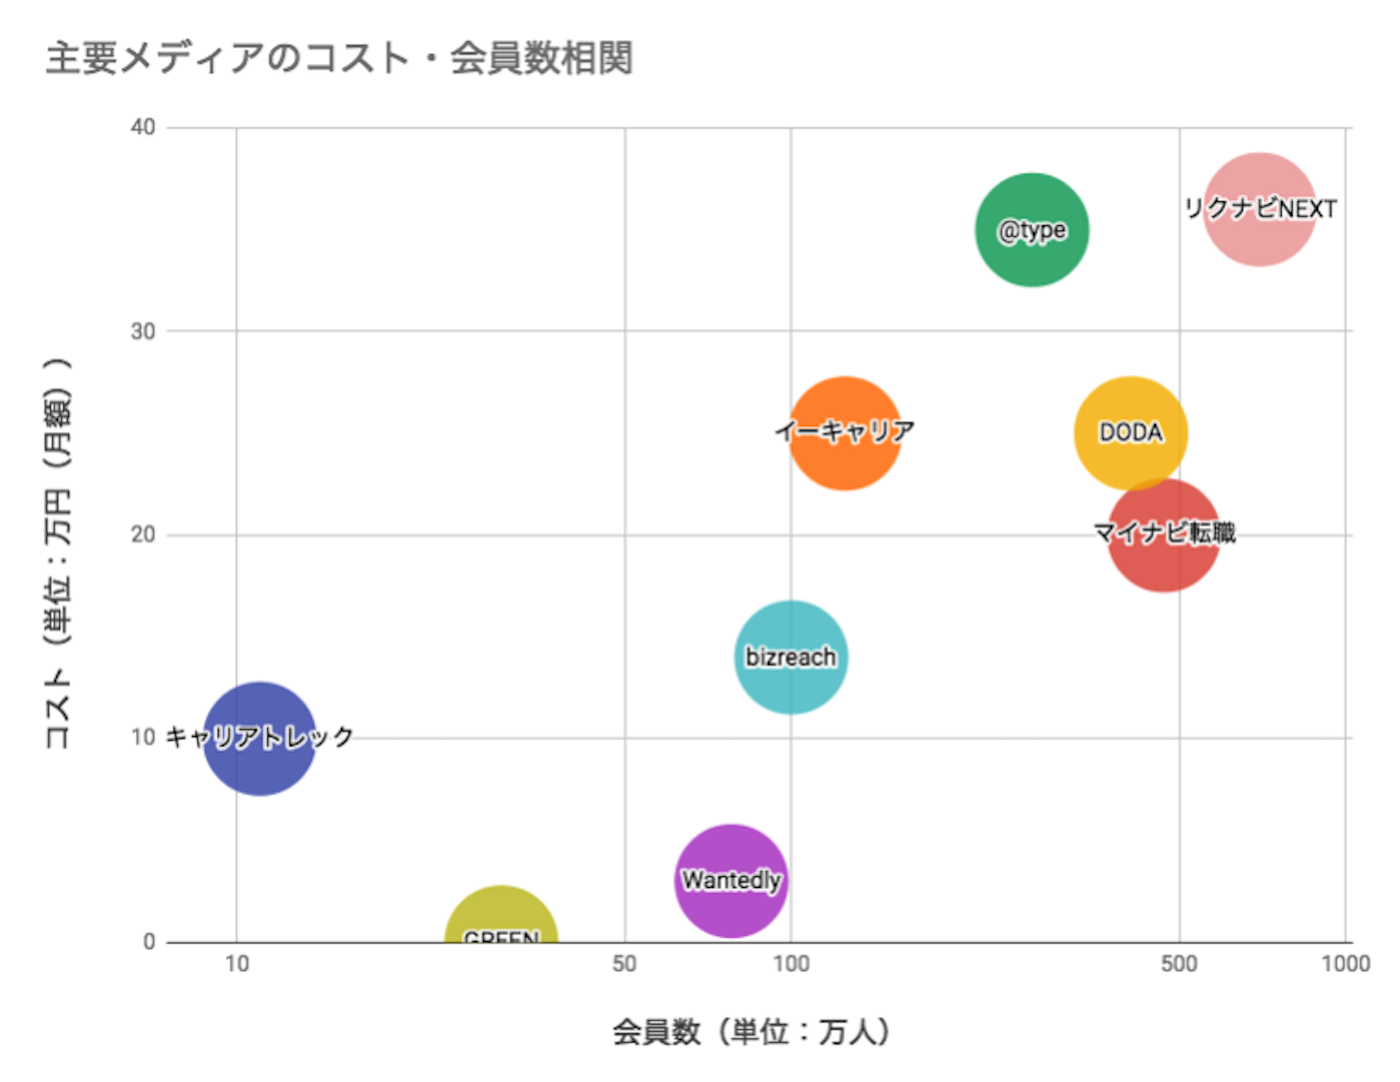 主要メディアのコスト・会員数相関
コスト（単位：万円（月額））
40
30
20
10
0
@type
リクナビNEXT
イーキャリア
DODA
マイナビ転職
bizreach
キャリアトレック
Wantedly
GREEN
10
50
100
500
1000
会員数（単位：万人）